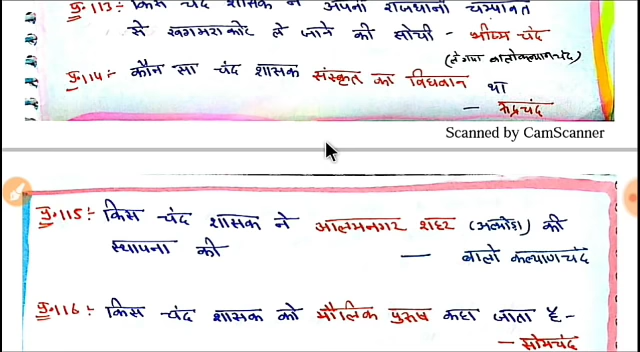 प्र.113:- किस चंद शासक ने अपनी राजधानी चम्पावत
से खगमराकोट ले जाने की सोची - भीष्म चंद
(ले गया बालोकल्याणचंद)
प्र.114:- कौन सा चंद शासक संस्कृत का विधवान था
- रूद्रचंद
Scanned by CamScanner
प्र.115:- किस चंद शासक ने आलमनगर शहर (अल्मोड़ा) की
स्थापना की — बालो कल्याणचंद
प्र.116:- किस चंद शासक को मौलिक पुरुष कहा जाता है -
- सोमचंद